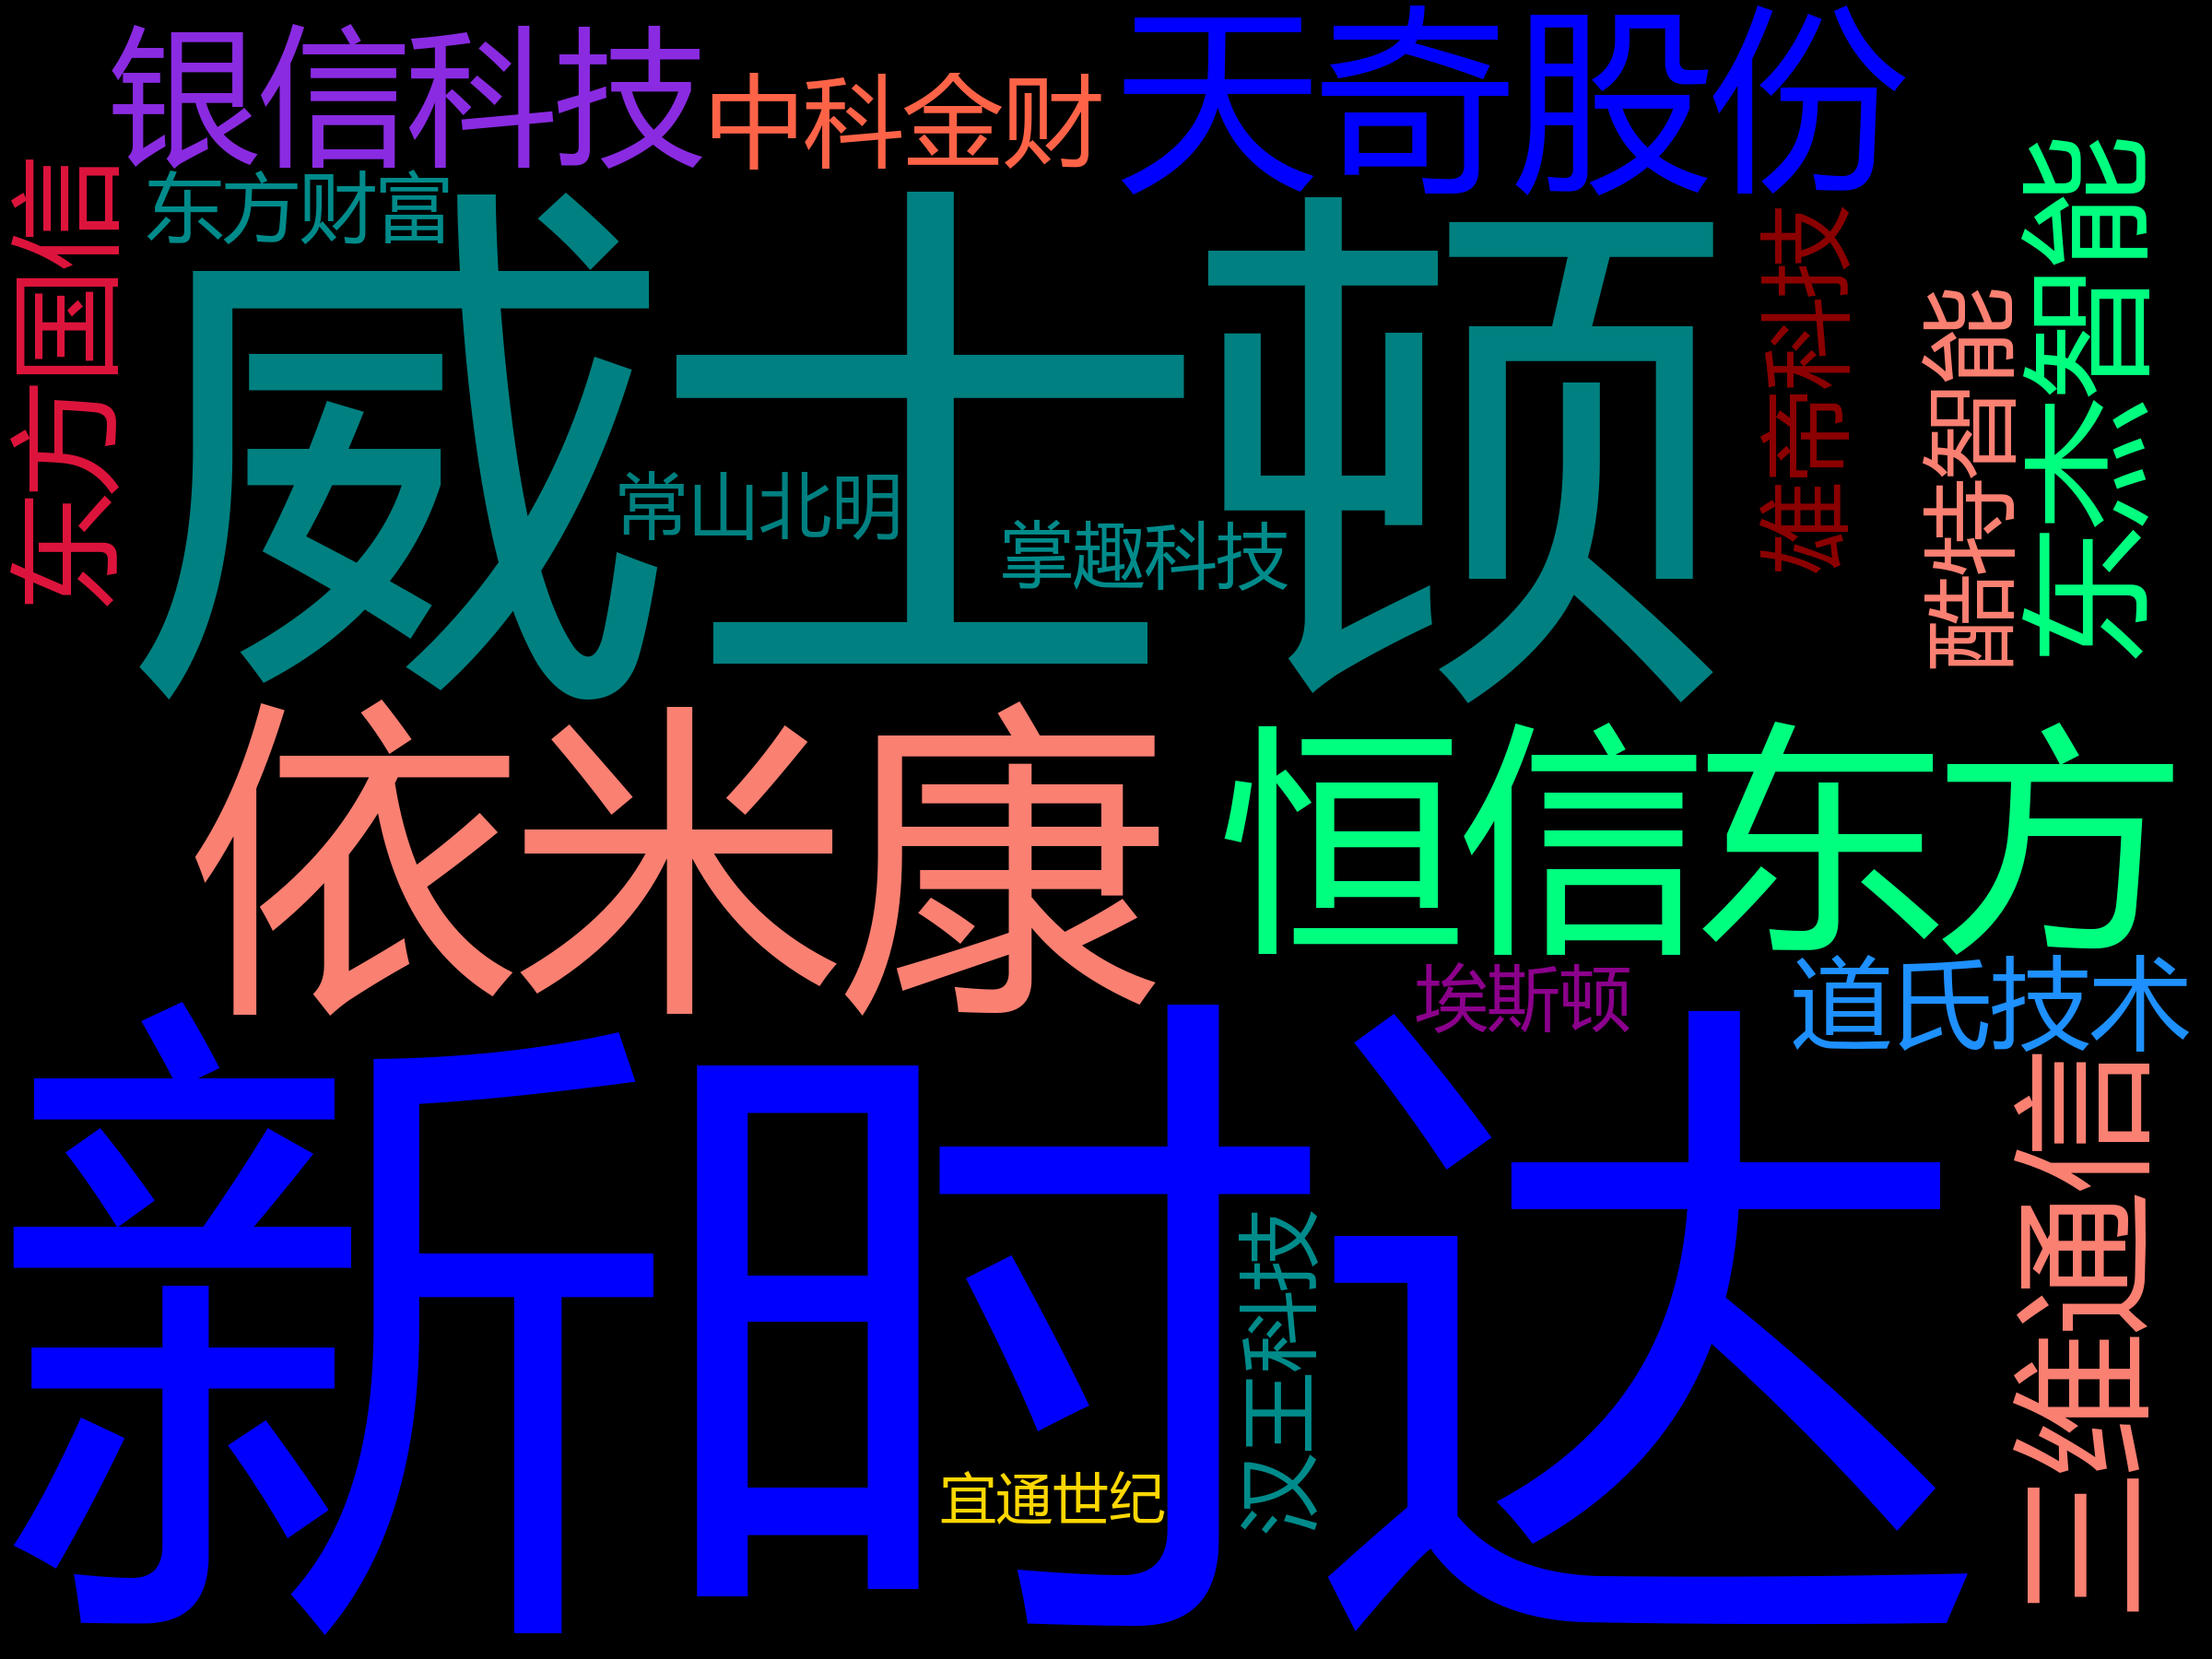 银信科技
中科金财
天奇股份
东方国信
东方财富
威士顿
常山北明
掌趣科技
维帝科技
酷特智能
东杰智能
依米康
恒信东方
埃斯顿
道氏技术
新时达
宜通世纪
汉王科技
三维通信